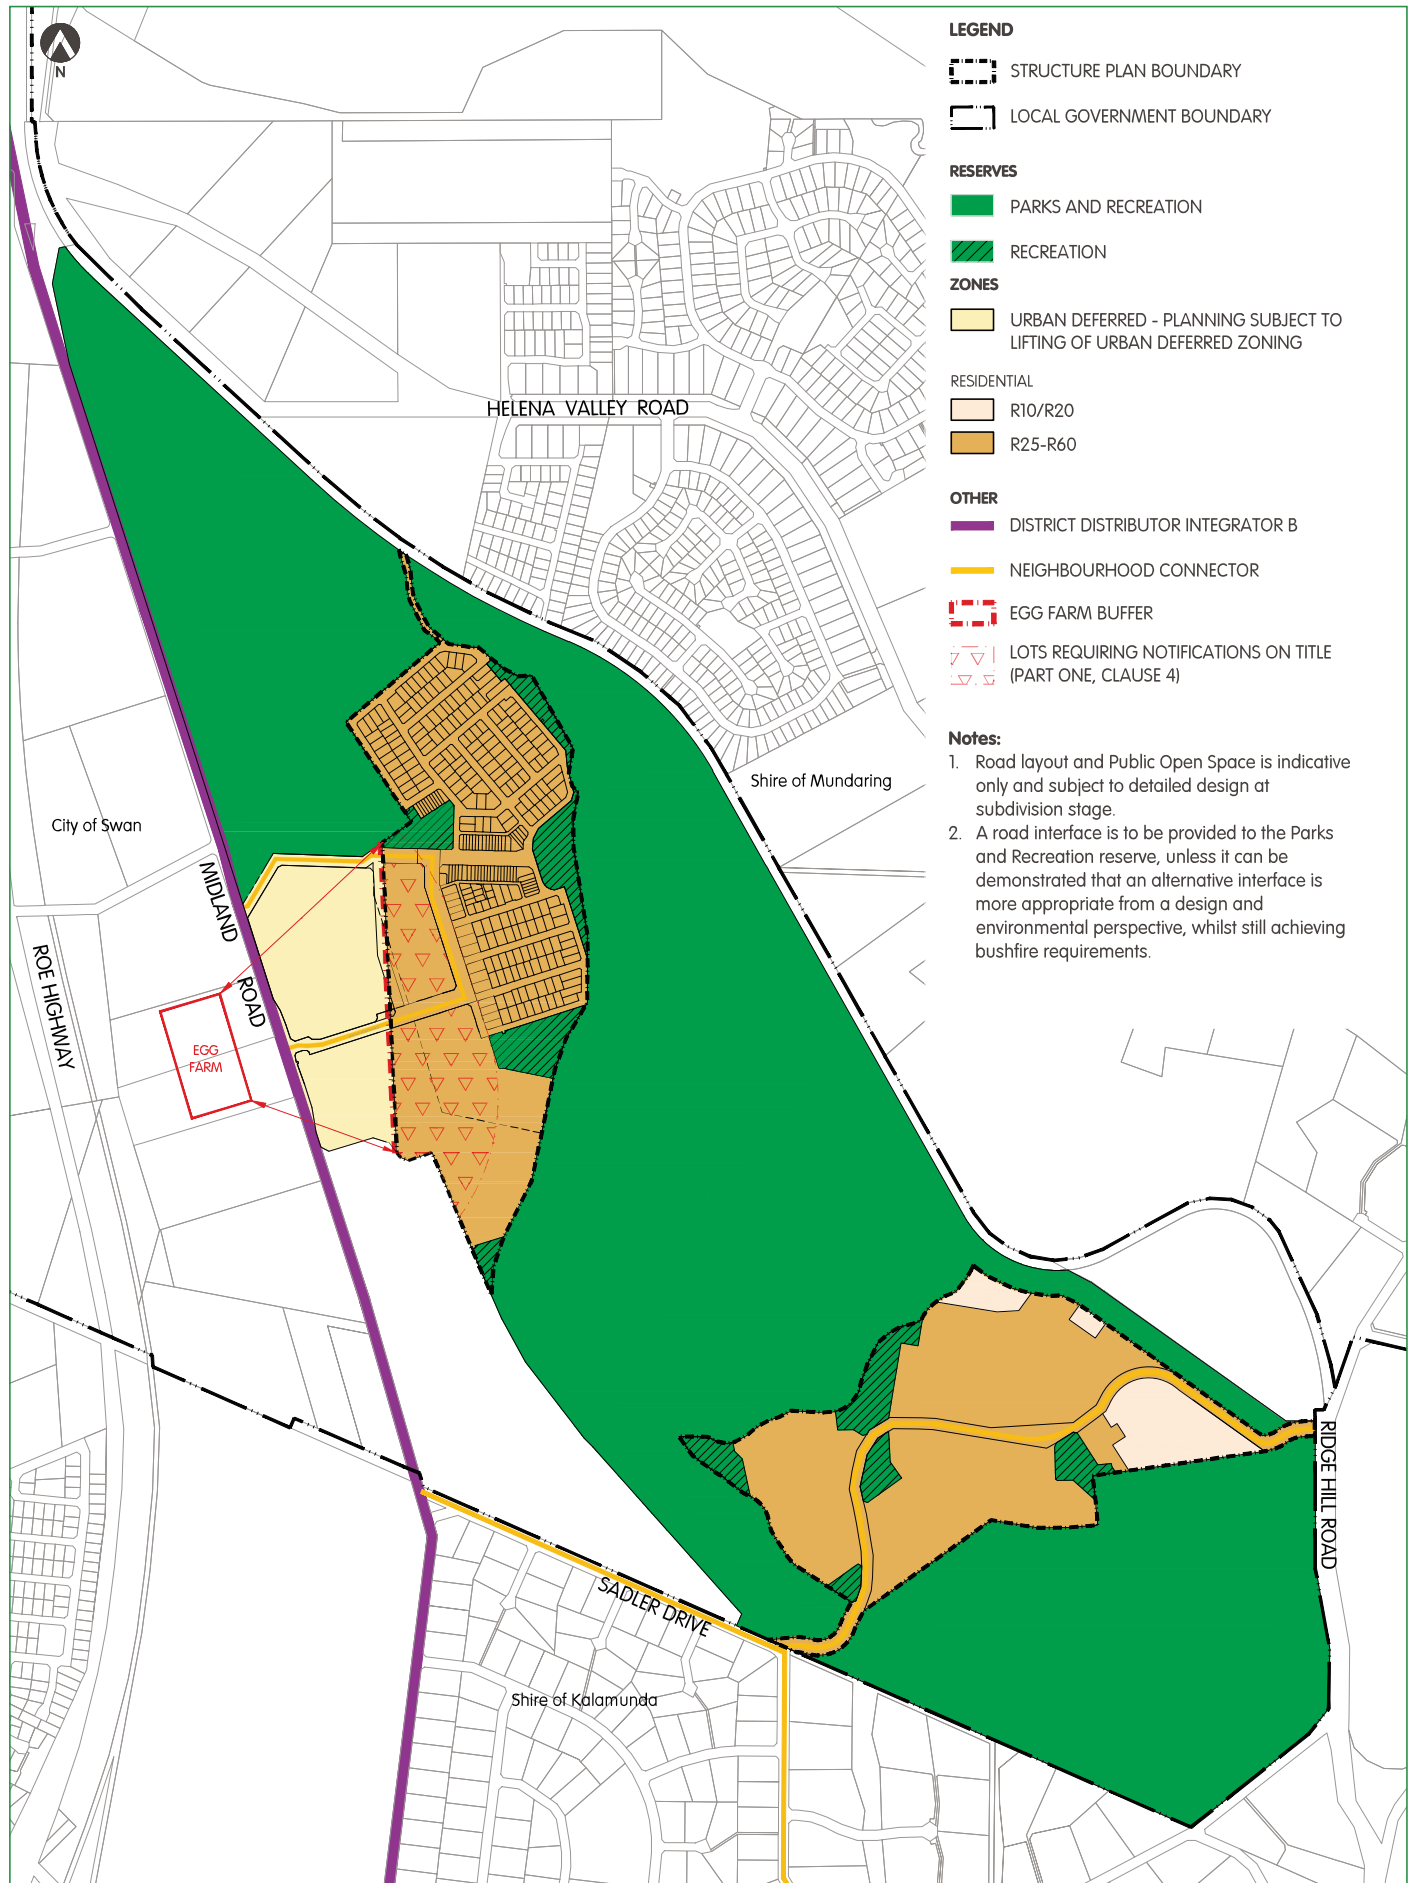 N
LEGEND
STRUCTURE PLAN BOUNDARY
LOCAL GOVERNMENT BOUNDARY
RESERVES
PARKS AND RECREATION
RECREATION
ZONES
URBAN DEFERRED - PLANNING SUBJECT TO
LIFTING OF URBAN DEFERRED ZONING
RESIDENTIAL
R10/R20
R25-R60
OTHER
DISTRICT DISTRIBUTOR INTEGRATOR B
NEIGHBOURHOOD CONNECTOR
EGG FARM BUFFER
LOTS REQUIRING NOTIFICATIONS ON TITLE
(PART ONE, CLAUSE 4)
Notes:
1. Road layout and Public Open Space is indicative
only and subject to detailed design at
subdivision stage.
2. A road interface is to be provided to the Parks
and Recreation reserve, unless it can be
demonstrated that an alternative interface is
more appropriate from a design and
environmental perspective, whilst still achieving
bushfire requirements.
HELENA VALLEY ROAD
Shire of Mundaring
City of Swan
MIDLAND ROAD
ROE HIGHWAY
EGG
FARM
RIDGE HILL ROAD
SADLER DRIVE
Shire of Kalamunda